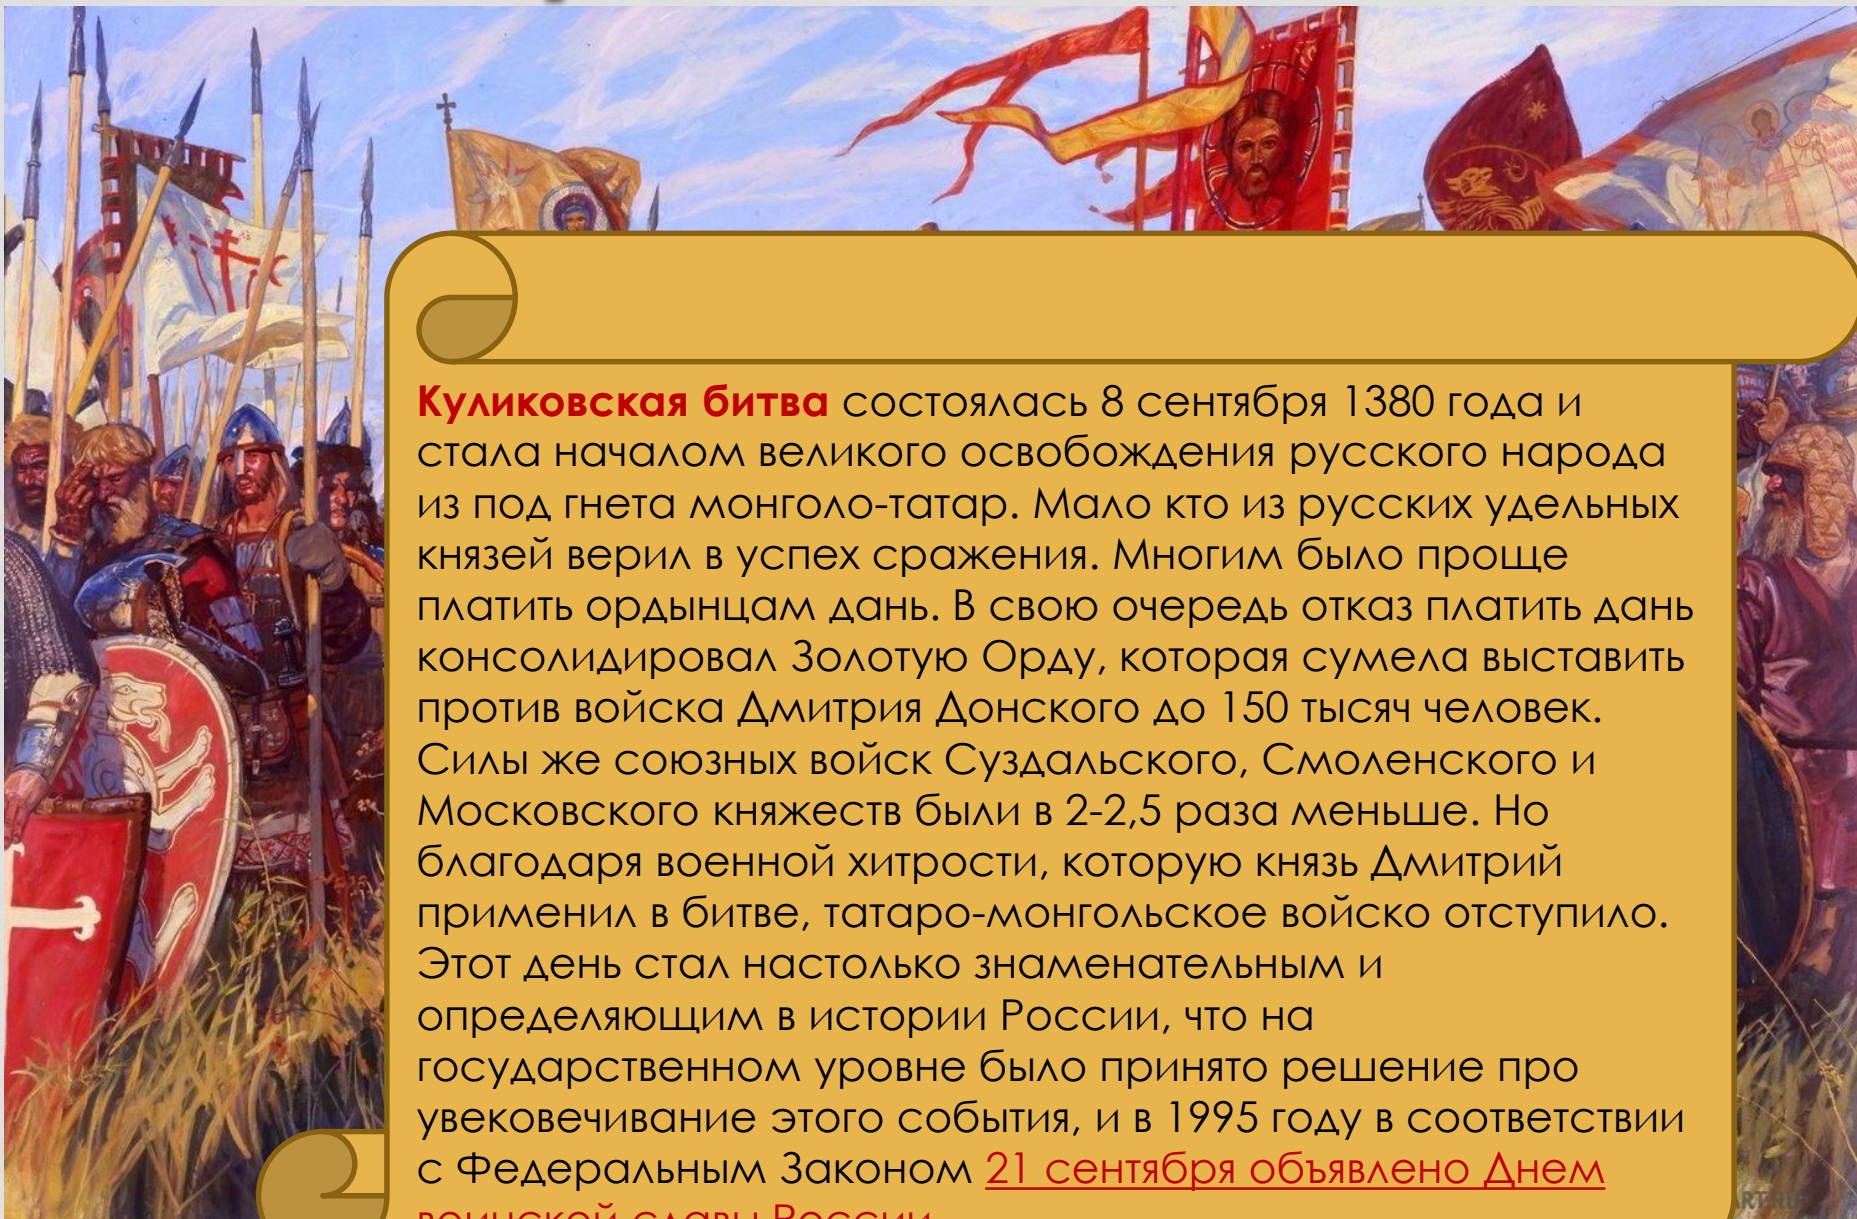 Куликовская битва состоялась 8 сентября 1380 года и
стала началом великого освобождения русского народа
из под гнета монголо-татар. Мало кто из русских удельных
князей верил в успех сражения. Многим было проще
платить ордынцам дань. В свою очередь отказ платить дань
консолидировал Золотую Орду, которая сумела выставить
против войска Дмитрия Донского до 150 тысяч человек.
Силы же союзных войск Суздальского, Смоленского и
Московского княжеств были в 2-2,5 раза меньше. Но
благодаря военной хитрости, которую князь Дмитрий
применил в битве, татаро-монгольское войско отступило.
Этот день стал настолько знаменательным и
определяющим в истории России, что на
государственном уровне было принято решение про
увековечивание этого события, и в 1995 году в соответствии
с Федеральным Законом 21 сентября объявлено Днем
воинской славы России